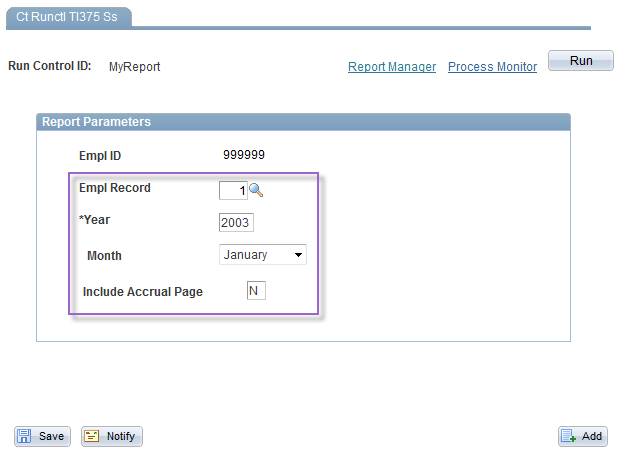 Ct Runctl Tl375 Ss
Run Control ID: MyReport Report Manager Process Monitor Run
Report Parameters
Empl ID 999999
Empl Record 1
*Year 2003
Month January
Include Accrual Page N
Save Notify Add